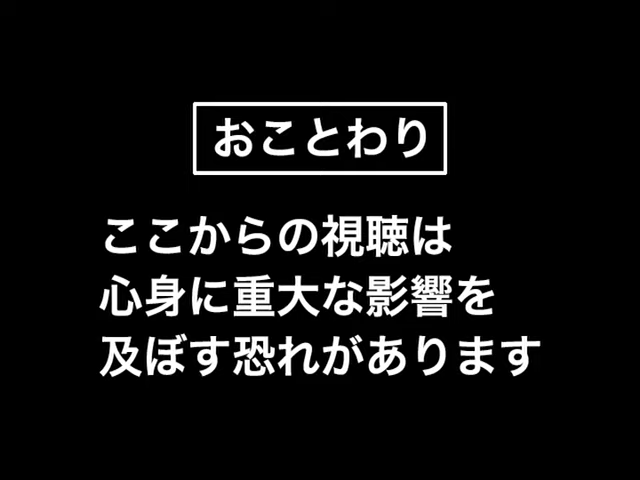 おことわり
ここからの視聴は
心身に重大な影響を
及ぼす恐れがあります